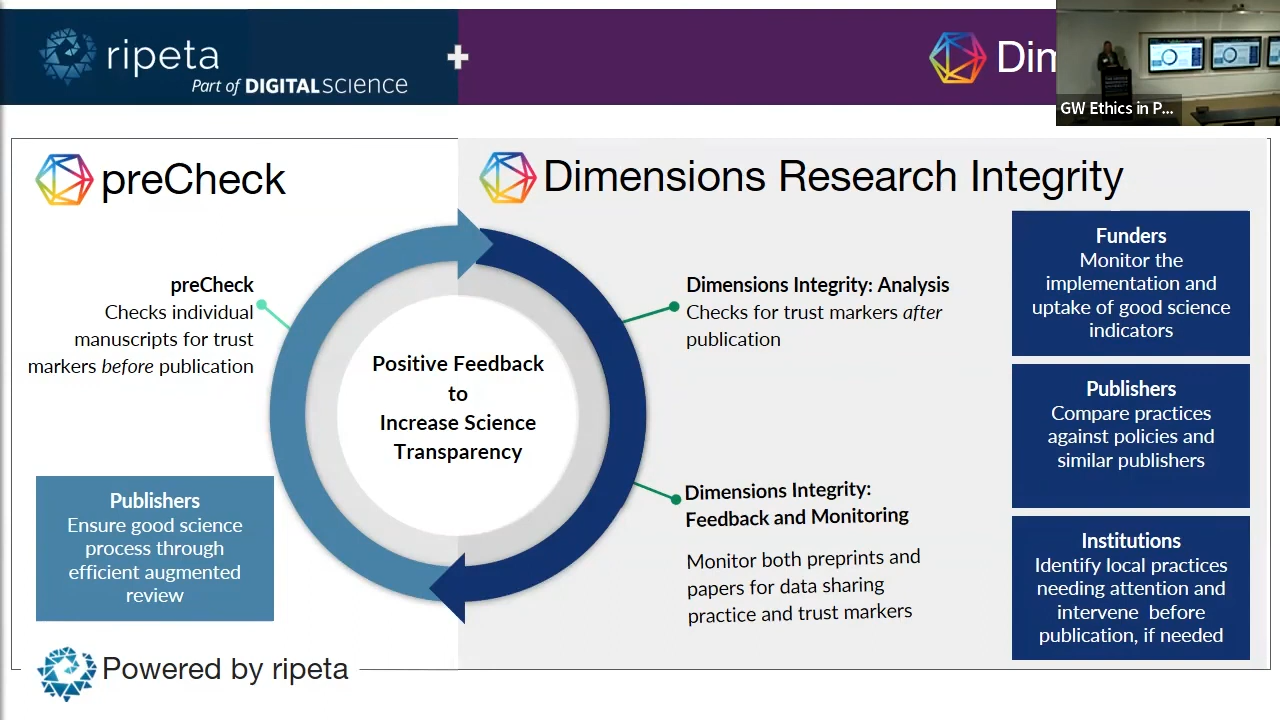 ripeta
Part of DIGITALSCIENCE
+
Dim
GW Ethics in P...
preCheck
Dimensions Research Integrity
preCheck
Checks individual
manuscripts for trust
markers before publication
Publishers
Ensure good science
process through
efficient augmented
review
Positive Feedback
to
Increase Science
Transparency
Dimensions Integrity: Analysis
Checks for trust markers after
publication
Dimensions Integrity:
Feedback and Monitoring
Monitor both preprints and
papers for data sharing
practice and trust markers
Funders
Monitor the
implementation and
uptake of good science
indicators
Publishers
Compare practices
against policies and
similar publishers
Institutions
Identify local practices
needing attention and
intervene before
publication, if needed
Powered by ripeta